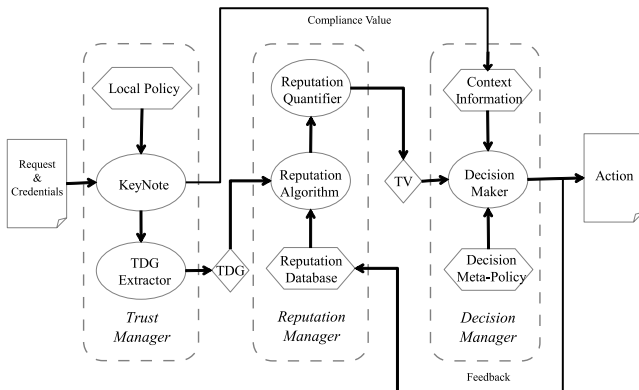 Compliance Value
Local Policy
Reputation
Quantifier
Context
Information
Request
&
Credentials
KeyNote
Reputation
Algorithm
TV
Decision
Maker
Action
TDG
Extractor
TDG
Reputation
Database
Decision
Meta-Policy
Trust
Manager
Reputation
Manager
Decision
Manager
Feedback